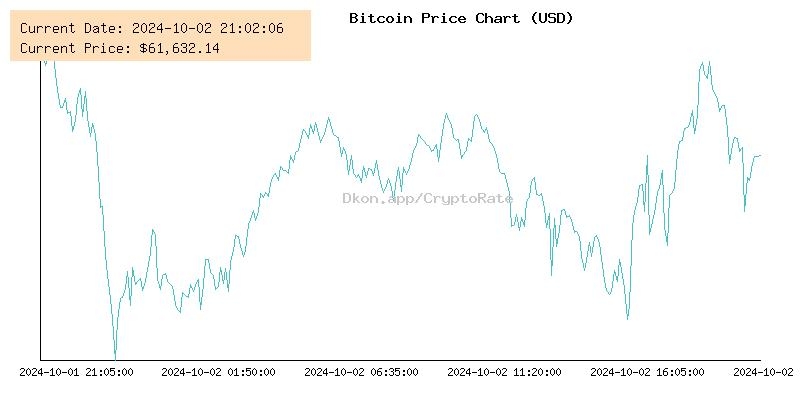 Bitcoin Price Chart (USD)
Current Date: 2024-10-02 21:02:06
Current Price: $61,632.14
Dkon.app/CryptoRate
2024-10-01 21:05:00 2024-10-02 01:50:00 2024-10-02 06:35:00 2024-10-02 11:20:00 2024-10-02 16:05:00 2024-10-02